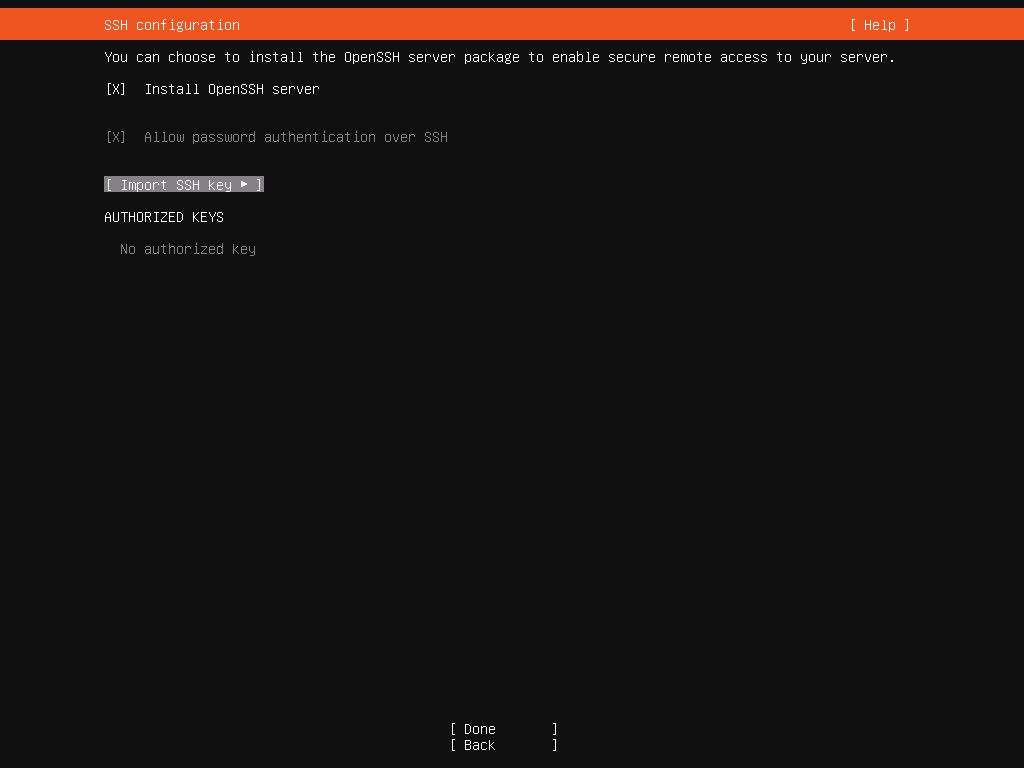 SSH configuration [ Help ]
You can choose to install the OpenSSH server package to enable secure remote access to your server.
[X] Install OpenSSH server
[X] Allow password authentication over SSH
[ Import SSH key ▸ ]
AUTHORIZED KEYS
No authorized key
[ Done ]
[ Back ]